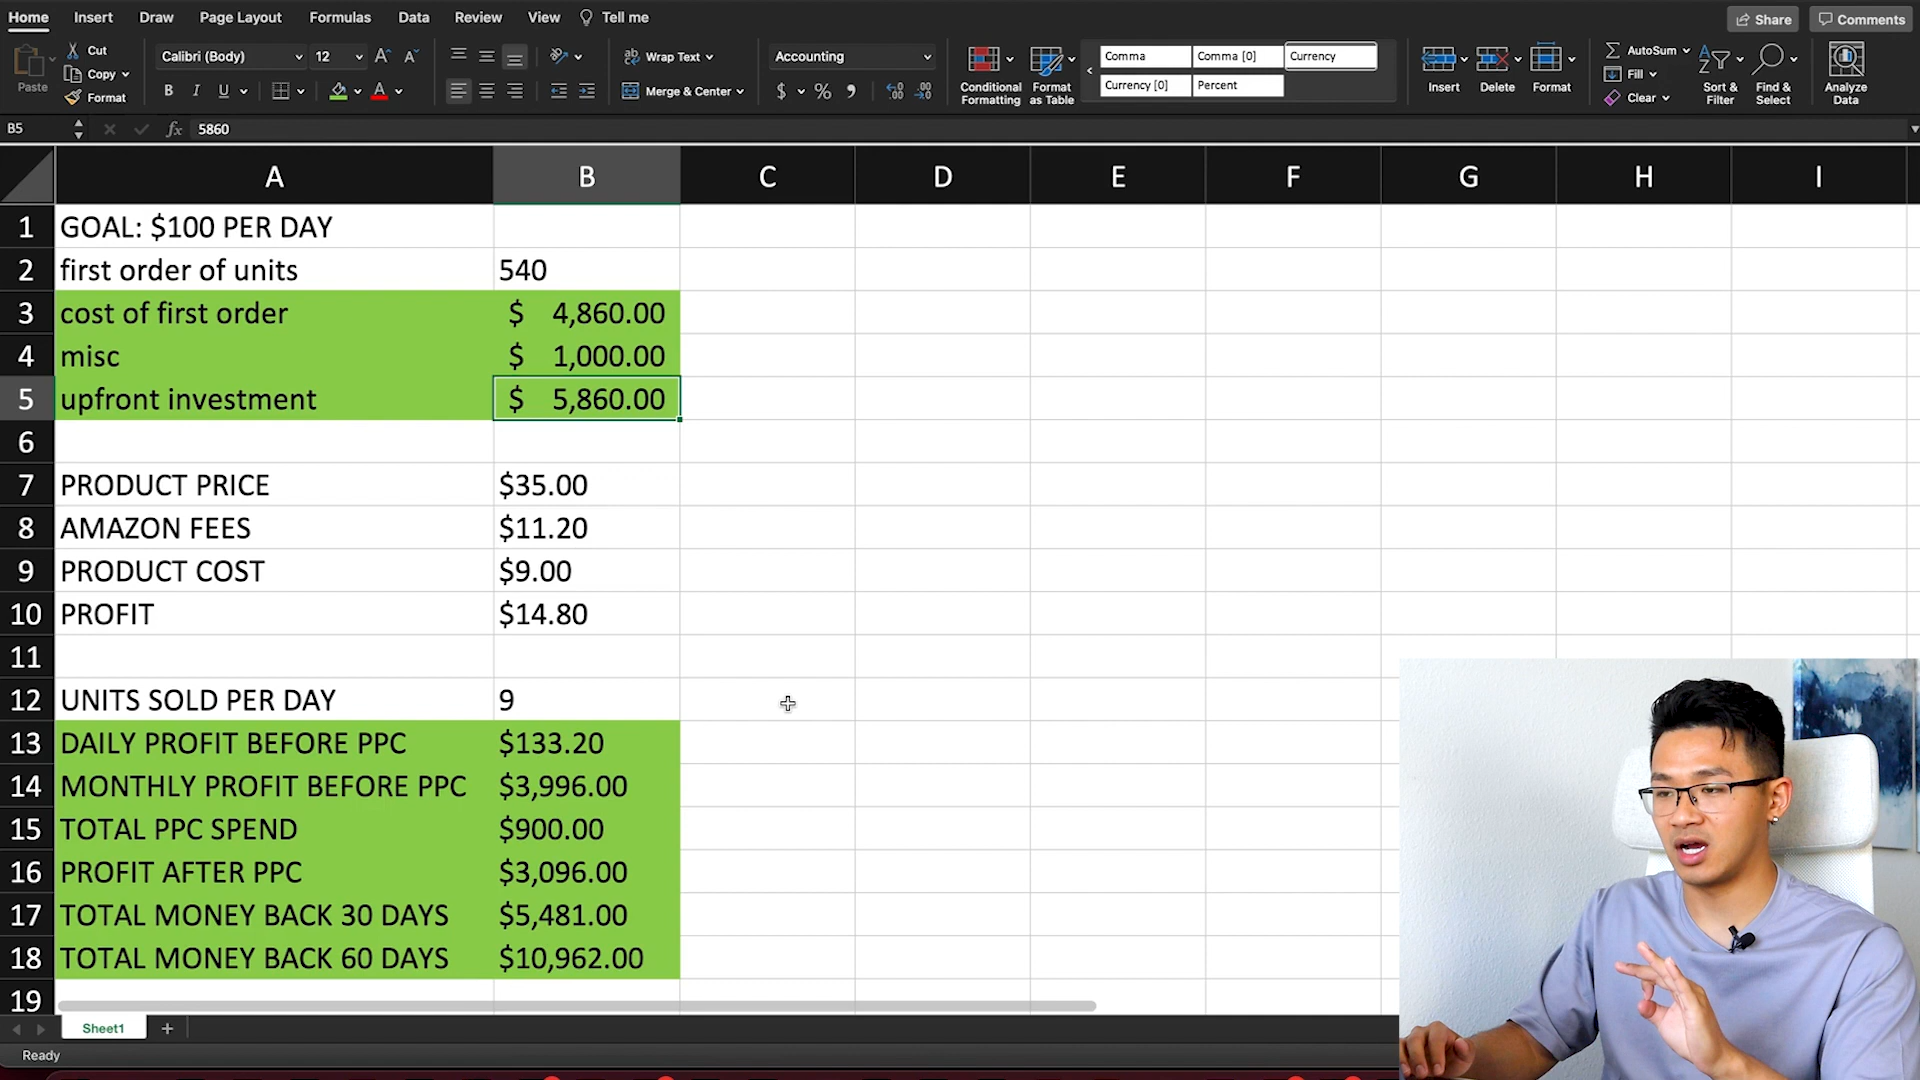 Home Insert Draw Page Layout Formulas Data Review View Tell me Share Comments
Paste Cut Copy Format
Calibri (Body) 12
B I U A
Wrap Text
Merge & Center
Accounting
$ %
Conditional Formatting
Format as Table
Comma Comma [0] Currency
Currency [0] Percent
Insert Delete Format
AutoSum
Fill
Clear
Sort & Filter
Find & Select
Analyze Data
B5 fx 5860
A B C D E F G H I
1 GOAL: $100 PER DAY
2 first order of units 540
3 cost of first order $ 4,860.00
4 misc $ 1,000.00
5 upfront investment $ 5,860.00
6
7 PRODUCT PRICE $35.00
8 AMAZON FEES $11.20
9 PRODUCT COST $9.00
10 PROFIT $14.80
11
12 UNITS SOLD PER DAY 9
13 DAILY PROFIT BEFORE PPC $133.20
14 MONTHLY PROFIT BEFORE PPC $3,996.00
15 TOTAL PPC SPEND $900.00
16 PROFIT AFTER PPC $3,096.00
17 TOTAL MONEY BACK 30 DAYS $5,481.00
18 TOTAL MONEY BACK 60 DAYS $10,962.00
19
Sheet1
Ready